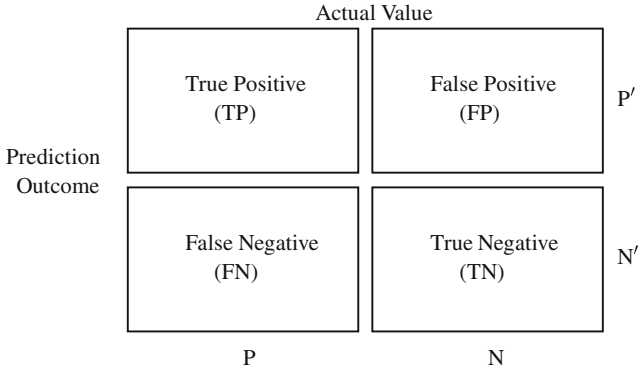 Actual Value
True Positive
(TP)
False Positive
(FP)
P′
Prediction
Outcome
False Negative
(FN)
True Negative
(TN)
N′
P
N